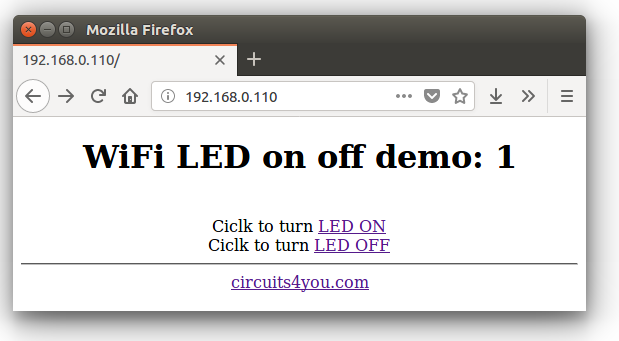 Mozilla Firefox
192.168.0.110/
192.168.0.110
WiFi LED on off demo: 1
Ciclk to turn LED ON
Ciclk to turn LED OFF
circuits4you.com